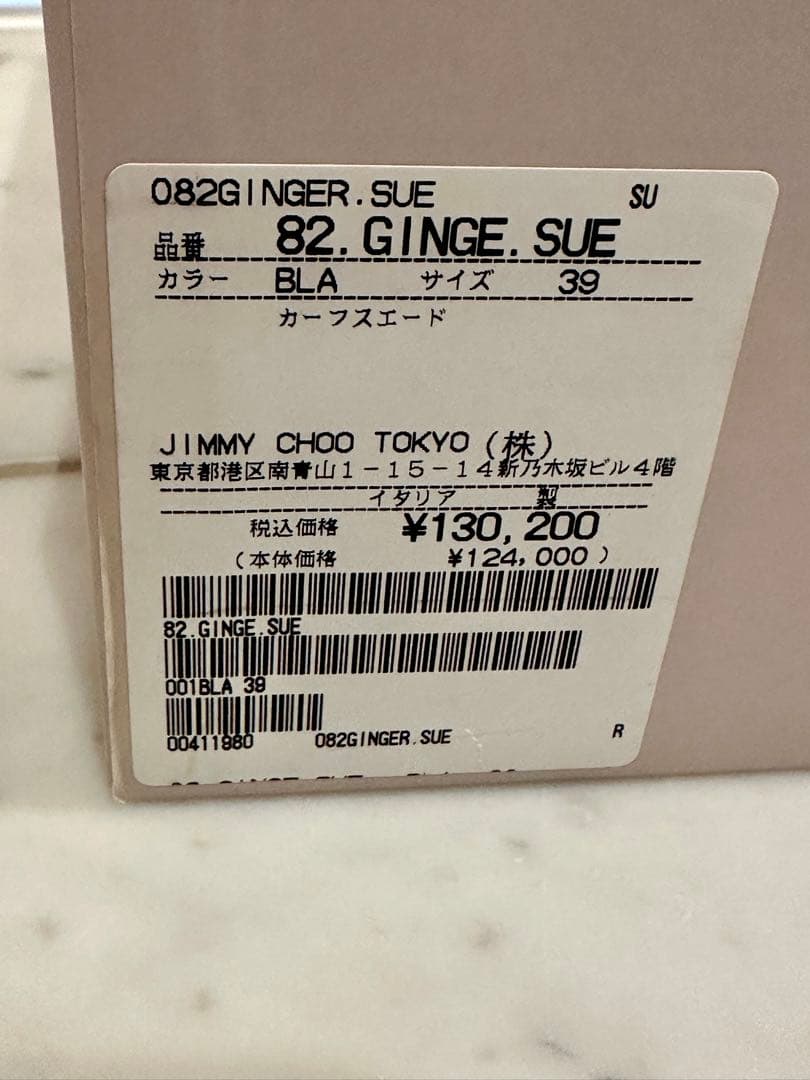 082GINGER.SUE SU
品番 82.GINGE.SUE
カラー BLA サイズ 39
カーフスエード
JIMMY CHOO TOKYO (株)
東京都港区南青山1-15-14新乃木坂ビル4階
イタリア 製
税込価格 ¥130,200
(本体価格 ¥124,000)
82.GINGE.SUE
001BLA 39
00411980 082GINGER.SUE R